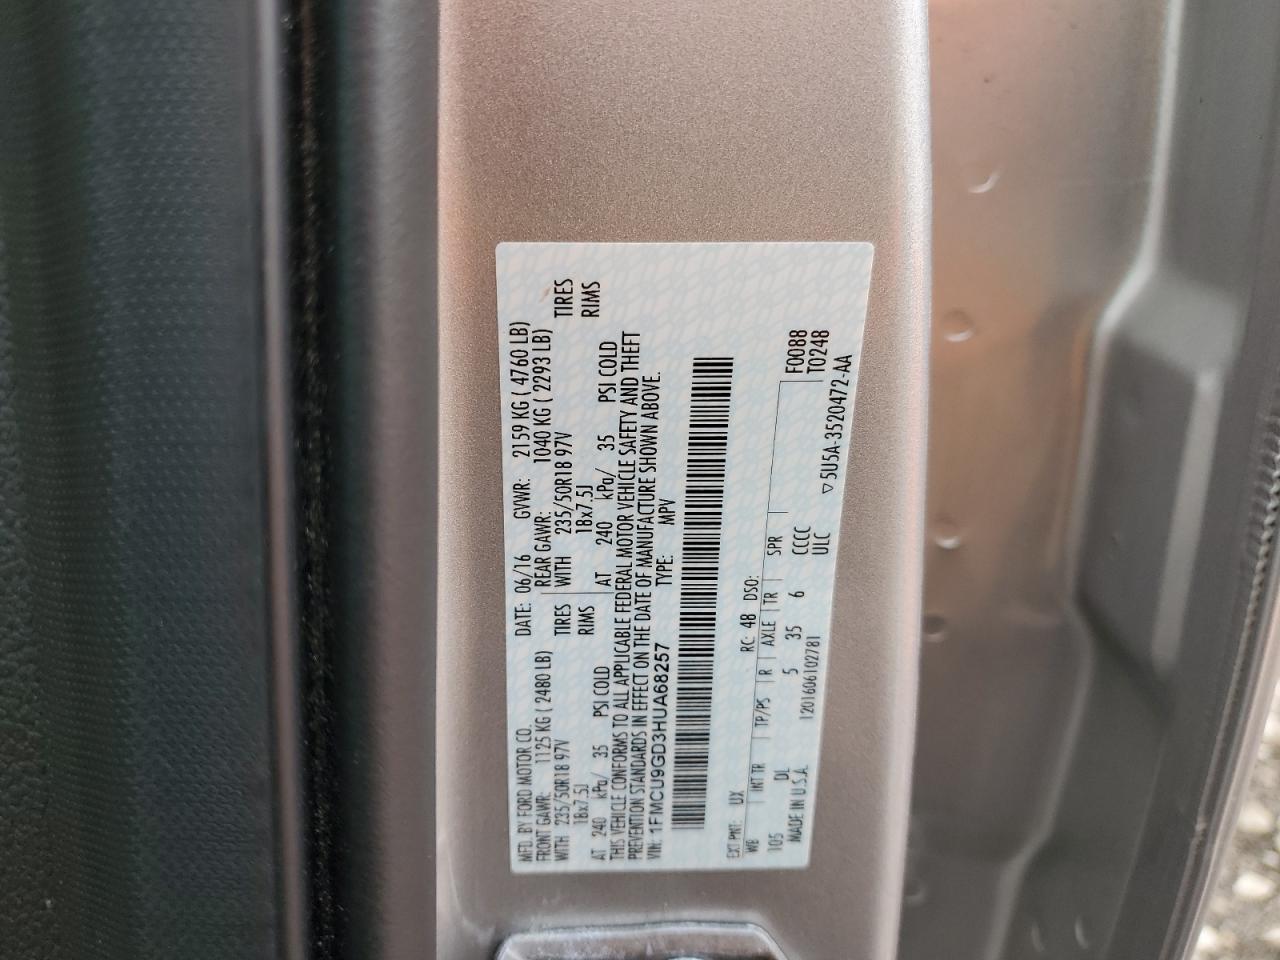 MFD. BY FORD MOTOR CO. DATE: 06/16 GVWR: 2159 KG ( 4760 LB)
FRONT GAWR: 1125 KG ( 2480 LB) REAR GAWR: 1040 KG ( 2293 LB)
WITH 235/50R18 97V TIRES WITH 235/50R18 97V TIRES
18x7.5J RIMS 18x7.5J RIMS
AT 240 kPa/ 35 PSI COLD AT 240 kPa/ 35 PSI COLD
THIS VEHICLE CONFORMS TO ALL APPLICABLE FEDERAL MOTOR VEHICLE SAFETY AND THEFT
PREVENTION STANDARDS IN EFFECT ON THE DATE OF MANUFACTURE SHOWN ABOVE.
VIN: 1FMCU9GD3HUA68257 TYPE: MPV
EXT PNT: UX RC: 48 DSO:
WB INT TR TP/PS R AXLE TR SPR F0088
105 DL 5 35 6 CCCC T0248
MADE IN U.S.A. 1201606102781 ULC
▽5U5A-3520472-AA